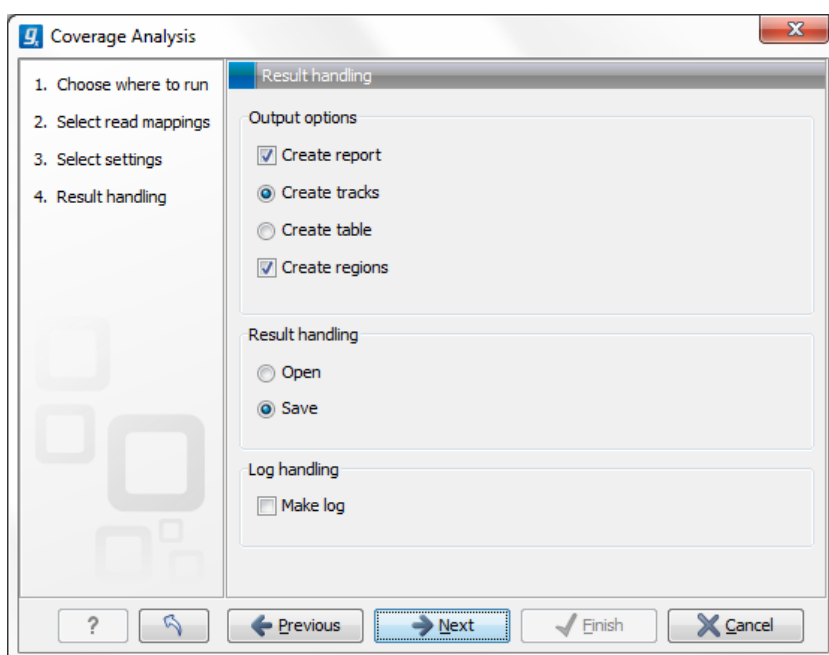 Coverage Analysis
1. Choose where to run
2. Select read mappings
3. Select settings
4. Result handling
Result handling
Output options
Create report
Create tracks
Create table
Create regions
Result handling
Open
Save
Log handling
Make log
?
Previous
Next
Finish
Cancel